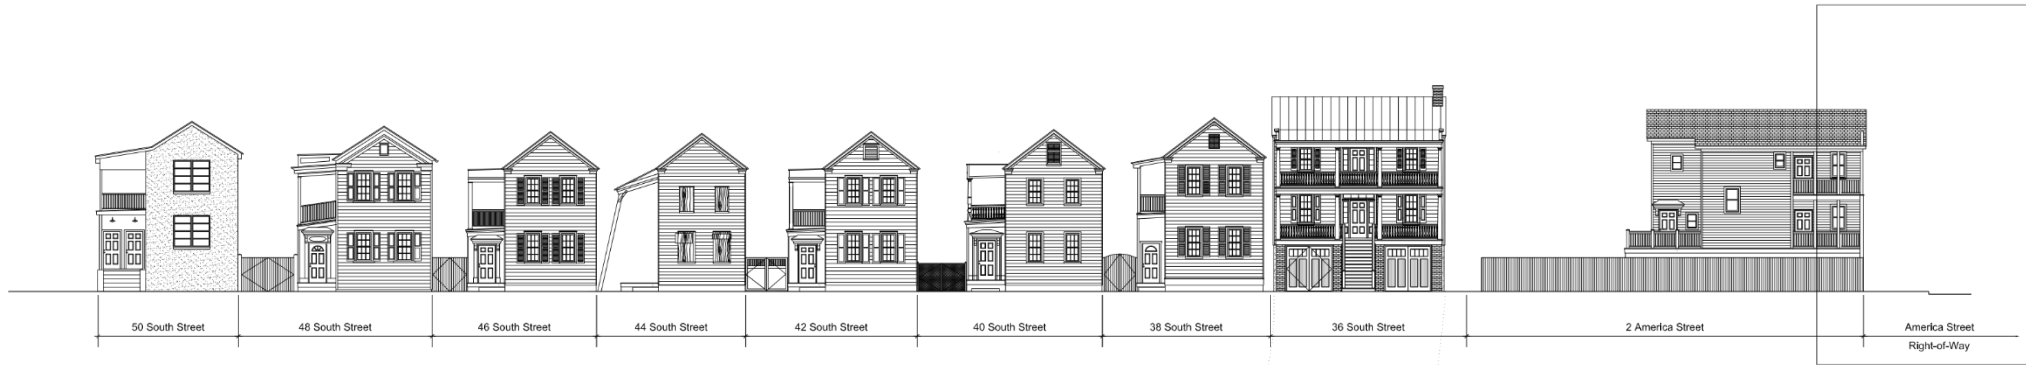 50 South Street
48 South Street
46 South Street
44 South Street
42 South Street
40 South Street
38 South Street
36 South Street
2 America Street
America Street
Right-of-Way